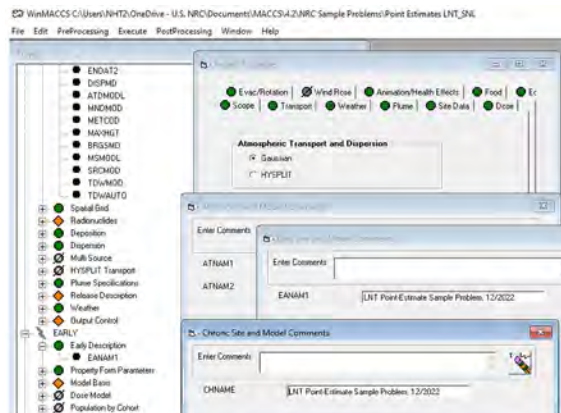 WinMACCS C:\Users\NHT2\OneDrive - U.S. NRC\Documents\MACCS\4.2\NRC Sample Problems\Point Estimates LNT_SNL
File Edit PreProcessing Execute PostProcessing Window Help
ENDAT2
DISPMD
ATDMODL
MNDMOD
METCOD
MAXHGT
BRGSMD
MSMODL
SRCMOD
TDWMOD
TDWAUTO
Spatial Grid
Radionuclides
Deposition
Dispersion
Multi Source
HYSPLIT Transport
Plume Specifications
Release Description
Weather
Output Control
EARLY
Early Description
EANAM1
Property Form Parameters
Model Basis
Dose Model
Population by Cohort
Evac/Rotation Wind Rose Animation/Health Effects Food
Scope Transport Weather Plume Site Data Dose
Atmospheric Transport and Dispersion
Gaussian
HYSPLIT
Enter Comments
ATNAM1
ATNAM2
Enter Comments
EANAM1 LNT Point-Estimate Sample Problem, 12/2022
Chronic Site and Model Comments
Enter Comments
CHNAME LNT Point-Estimate Sample Problem, 12/2022